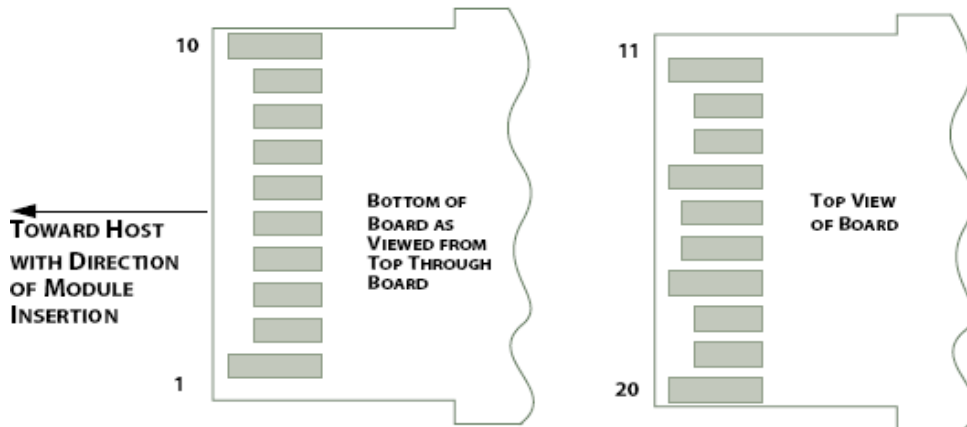 10
1
TOWARD HOST
WITH DIRECTION
OF MODULE
INSERTION
BOTTOM OF
BOARD AS
VIEWED FROM
TOP THROUGH
BOARD
11
20
TOP VIEW
OF BOARD